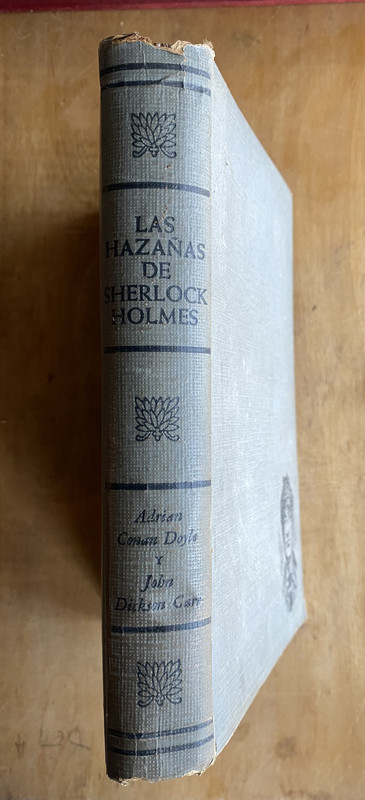 LAS
HAZAÑAS
DE
SHERLOCK
HOLMES
Adrian
Conan Doyle
Y
John
Dickson Carr